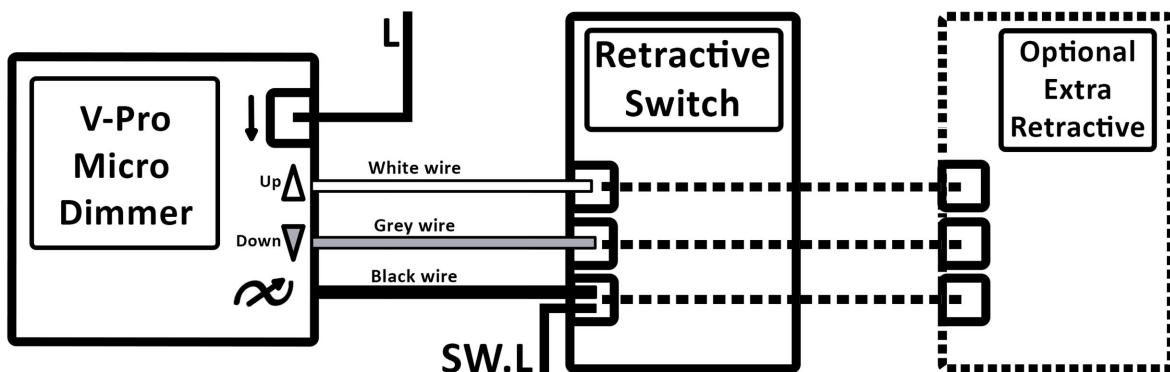 V-Pro
Micro
Dimmer
L
Up
Down
White wire
Grey wire
Black wire
SW.L
Retractive
Switch
Optional
Extra
Retractive